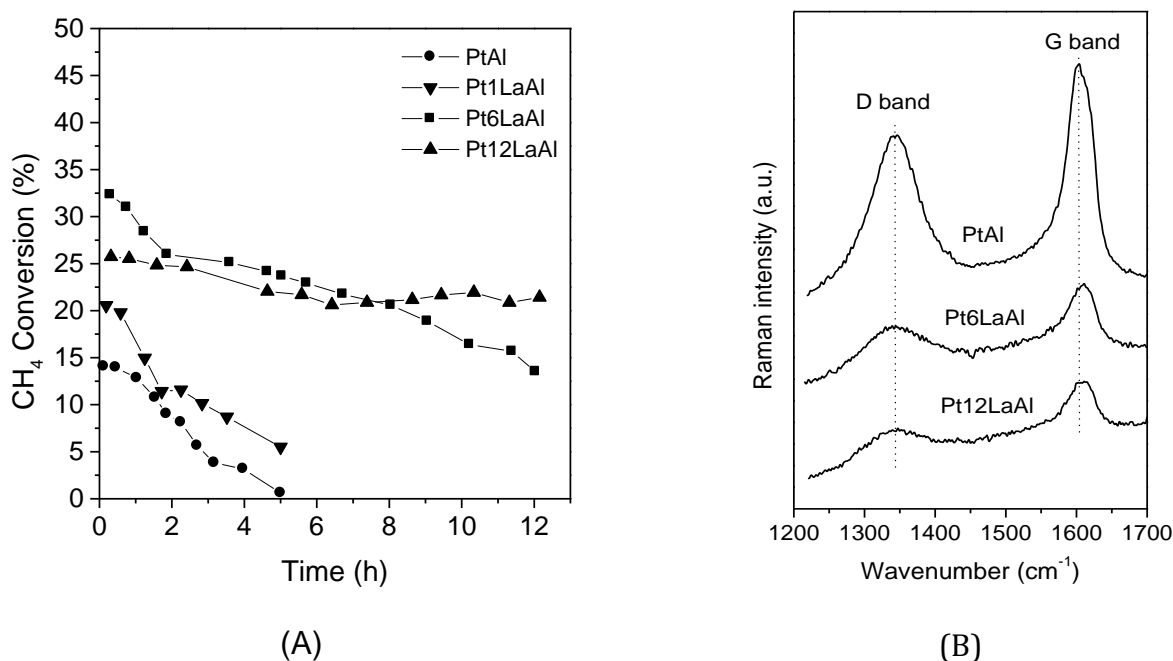 50
45
40
35
30
25
20
15
10
5
0
CH₄ Conversion (%)
PtAl
Pt1LaAl
Pt6LaAl
Pt12LaAl
0 2 4 6 8 10 12
Time (h)
(A)
Raman intensity (a.u.)
D band
G band
PtAl
Pt6LaAl
Pt12LaAl
1200 1300 1400 1500 1600 1700
Wavenumber (cm⁻¹)
(B)